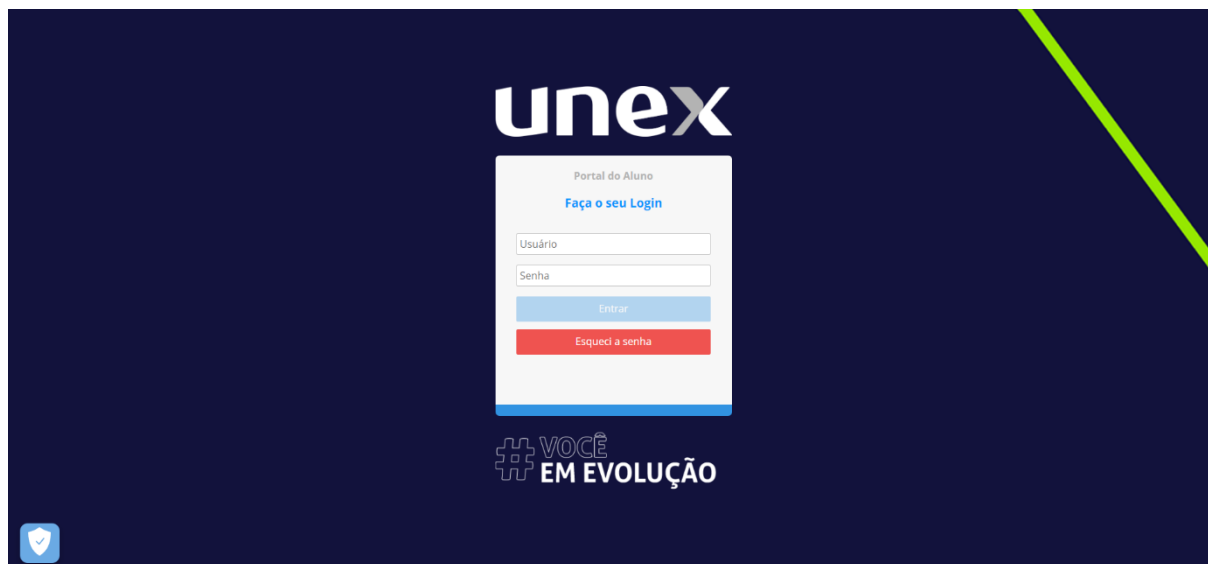 unex
Portal do Aluno
Faça o seu Login
Usuário
Senha
Entrar
Esqueci a senha
# VOCÊ
EM EVOLUÇÃO